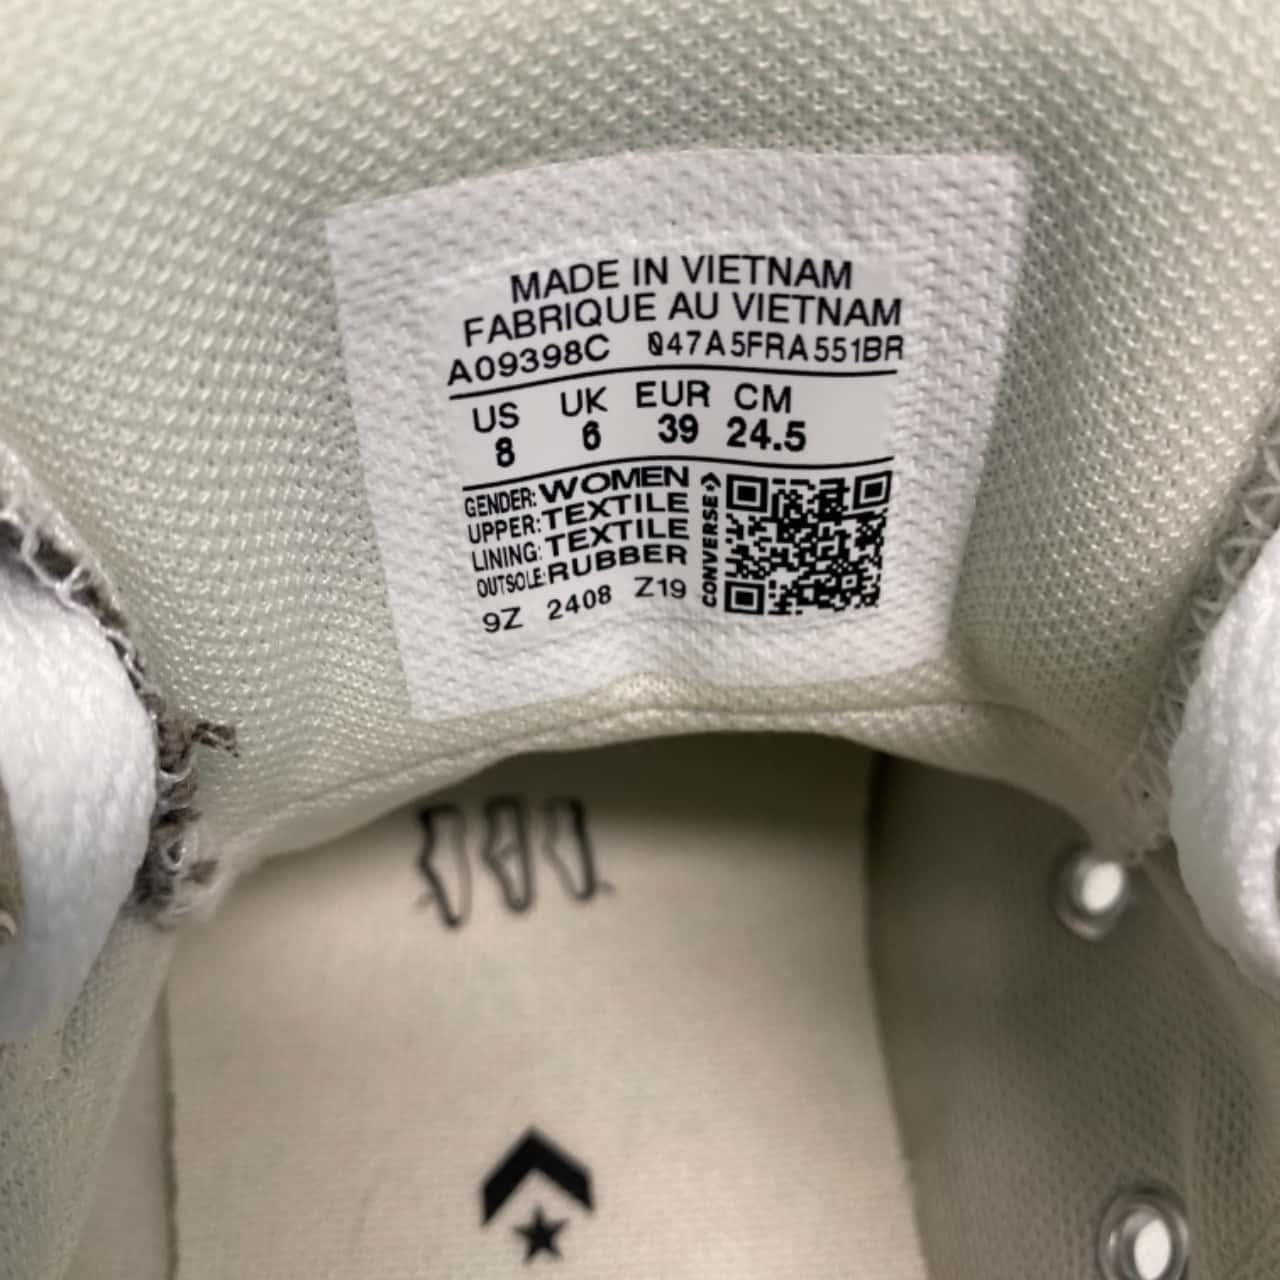 MADE IN VIETNAM
FABRIQUE AU VIETNAM
A09398C 047A5FRA551BR
US UK EUR CM
8 6 39 24.5
GENDER: WOMEN
UPPER: TEXTILE
LINING: TEXTILE
OUTSOLE: RUBBER
9Z 2408 Z19
CONVERSE